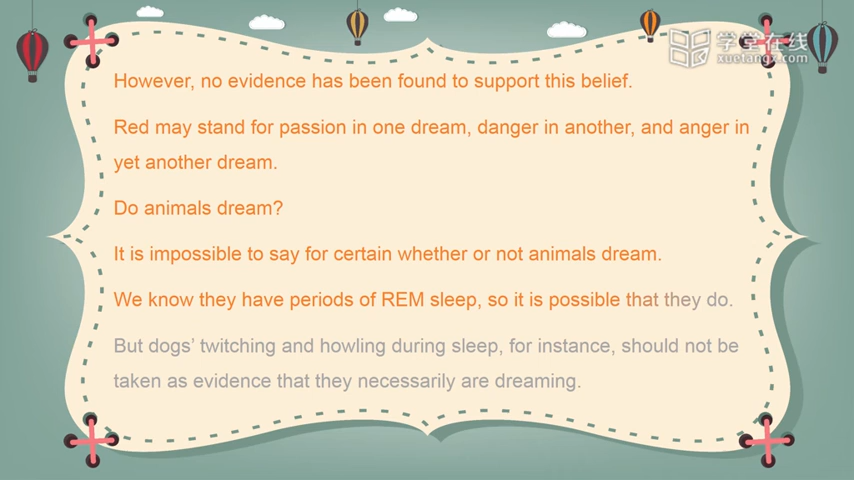 学堂在线
xuetangz.com
However, no evidence has been found to support this belief.
Red may stand for passion in one dream, danger in another, and anger in
yet another dream.
Do animals dream?
It is impossible to say for certain whether or not animals dream.
We know they have periods of REM sleep, so it is possible that they do.
But dogs’ twitching and howling during sleep, for instance, should not be
taken as evidence that they necessarily are dreaming.